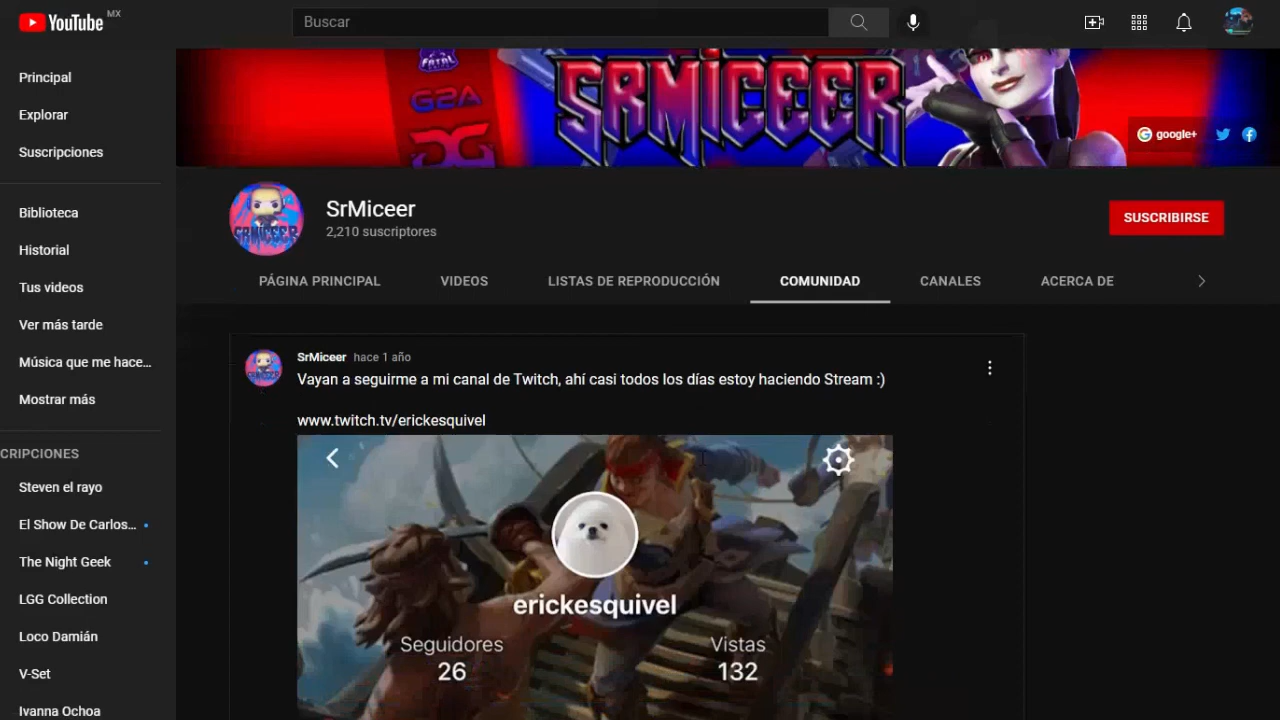 YouTube MX
Buscar
Principal
Explorar
Suscripciones
Biblioteca
Historial
Tus videos
Ver más tarde
Música que me hace...
Mostrar más
CRIPCIONES
Steven el rayo
El Show De Carlos...
The Night Geek
LGG Collection
Loco Damián
V-Set
Ivanna Ochoa
FATAL
G2A
SRMICEER
google+
SRMICEER
SrMiceer
2,210 suscriptores
SUSCRIBIRSE
PÁGINA PRINCIPAL
VIDEOS
LISTAS DE REPRODUCCIÓN
COMUNIDAD
CANALES
ACERCA DE
SrMiceer hace 1 año
Vayan a seguirme a mi canal de Twitch, ahí casi todos los días estoy haciendo Stream :)
www.twitch.tv/erickesquivel
erickesquivel
Seguidores
26
Vistas
132